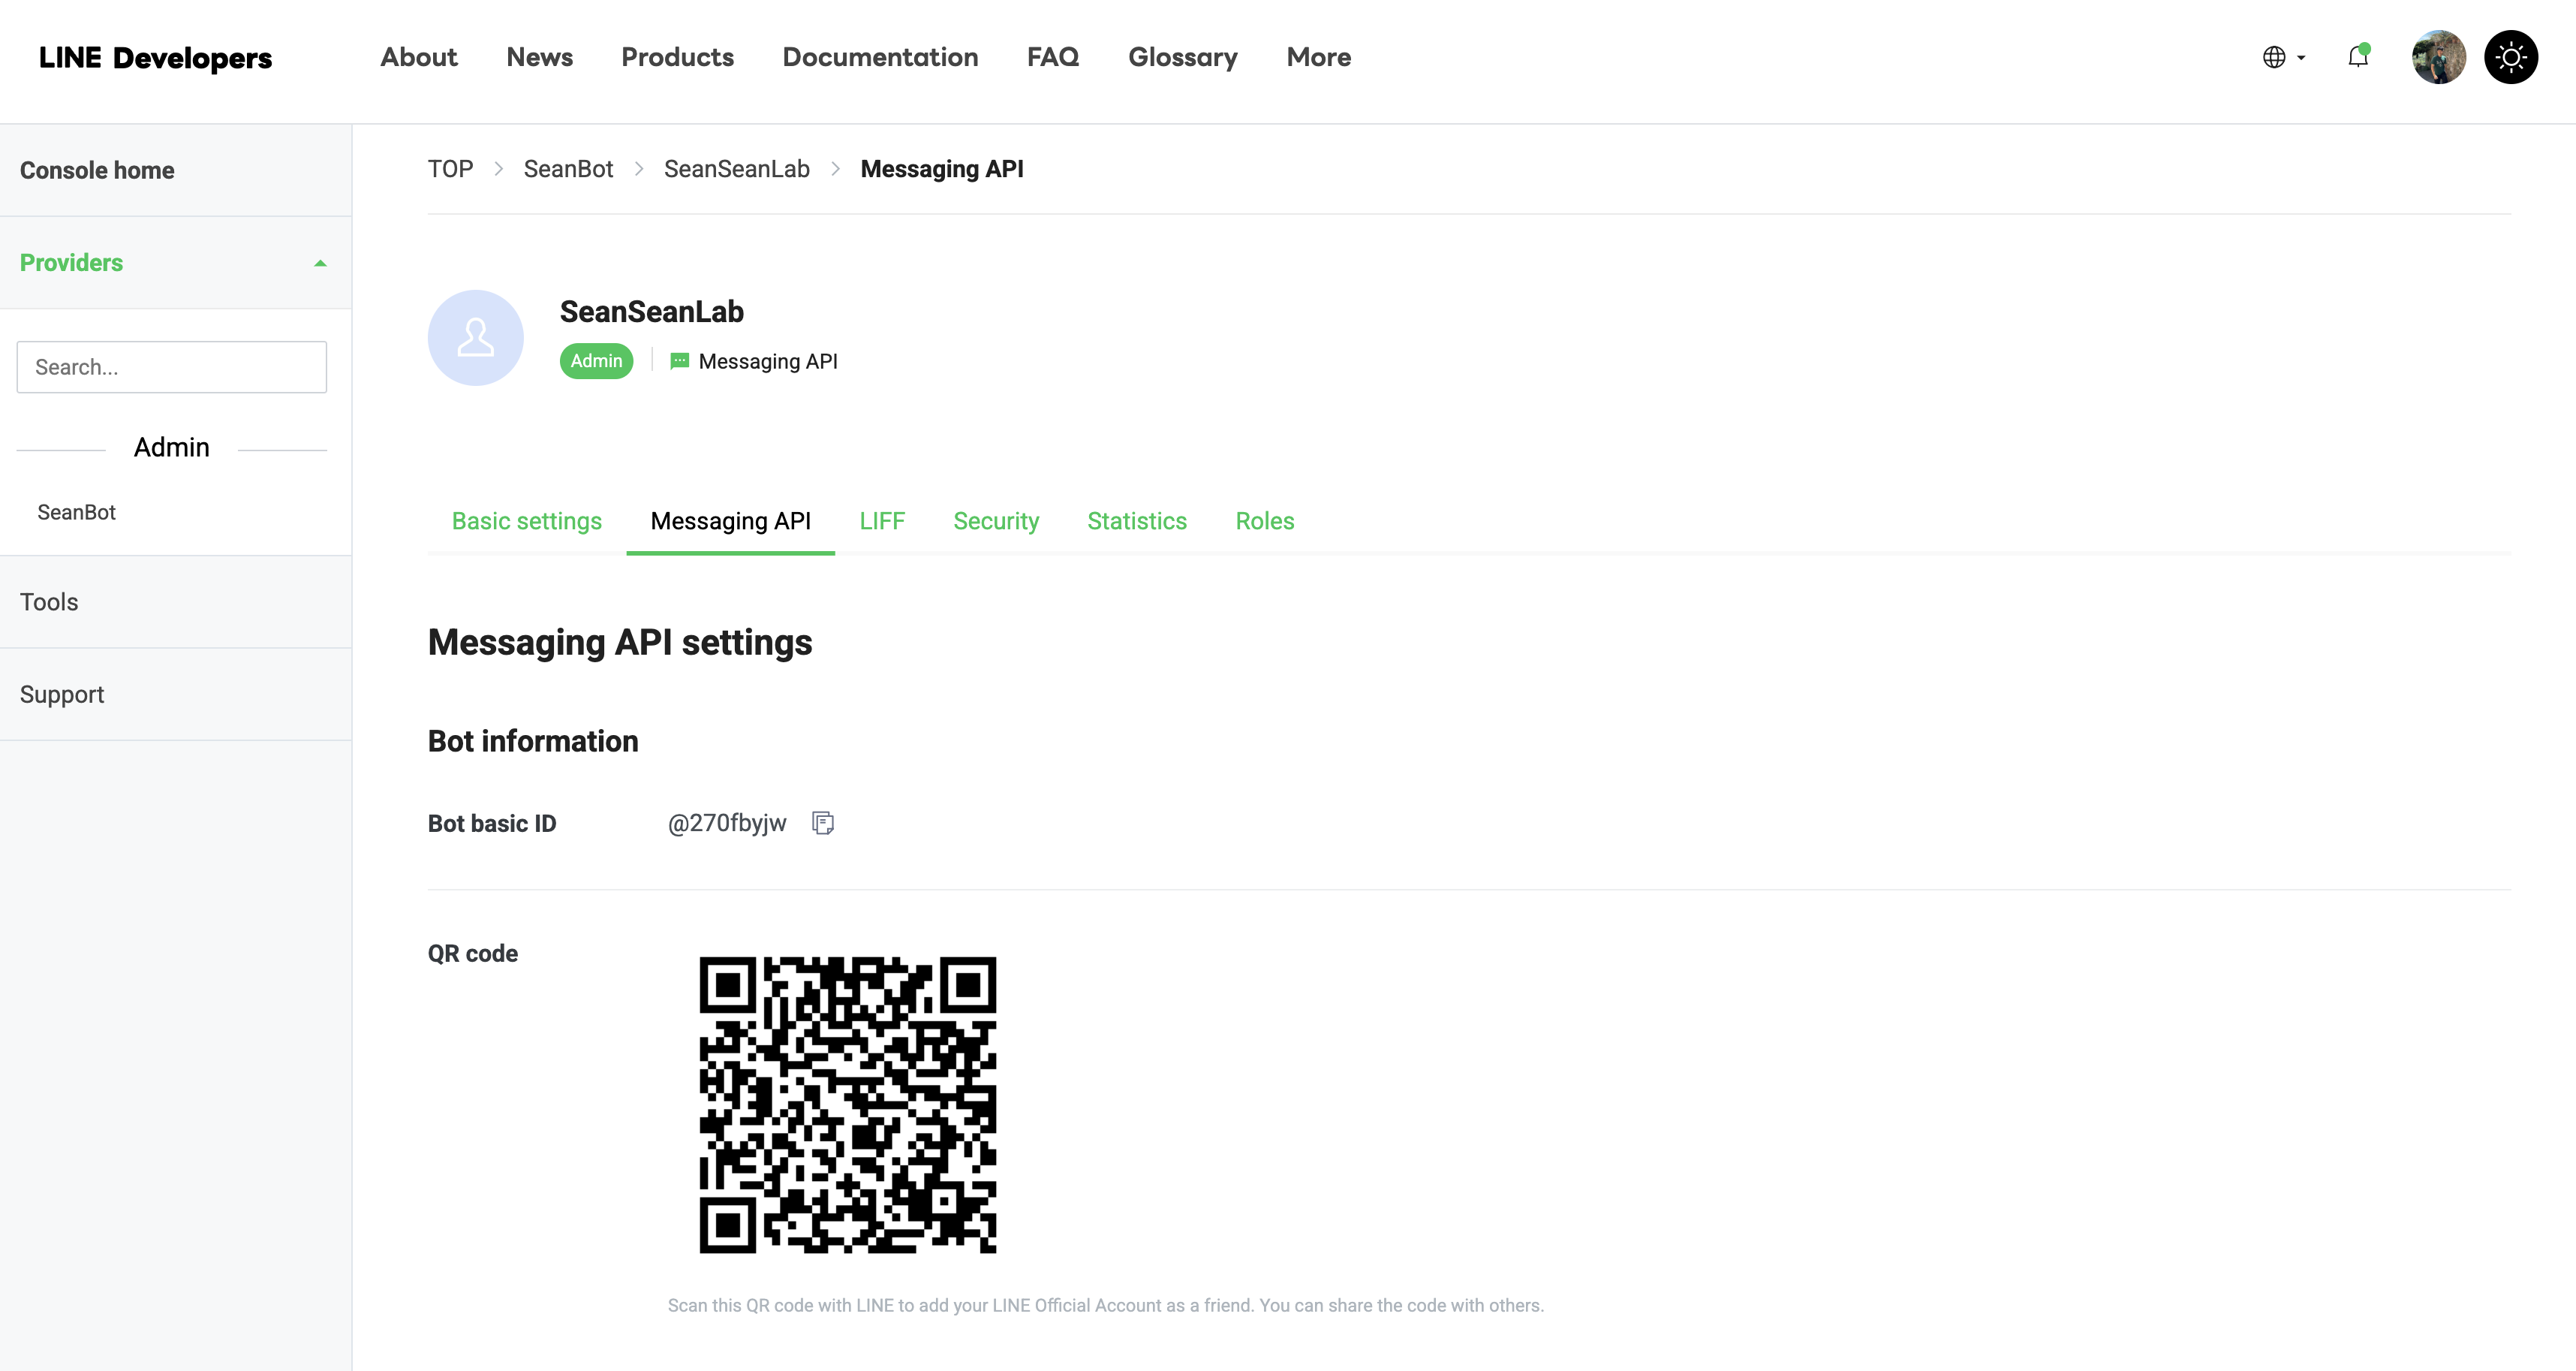 LINE Developers
About News Products Documentation FAQ Glossary More
Console home
Providers
Search...
Admin
SeanBot
Tools
Support
TOP SeanBot SeanSeanLab Messaging API
SeanSeanLab
Admin Messaging API
Basic settings Messaging API LIFF Security Statistics Roles
Messaging API settings
Bot information
Bot basic ID @270fbyjw
QR code
Scan this QR code with LINE to add your LINE Official Account as a friend. You can share the code with others.